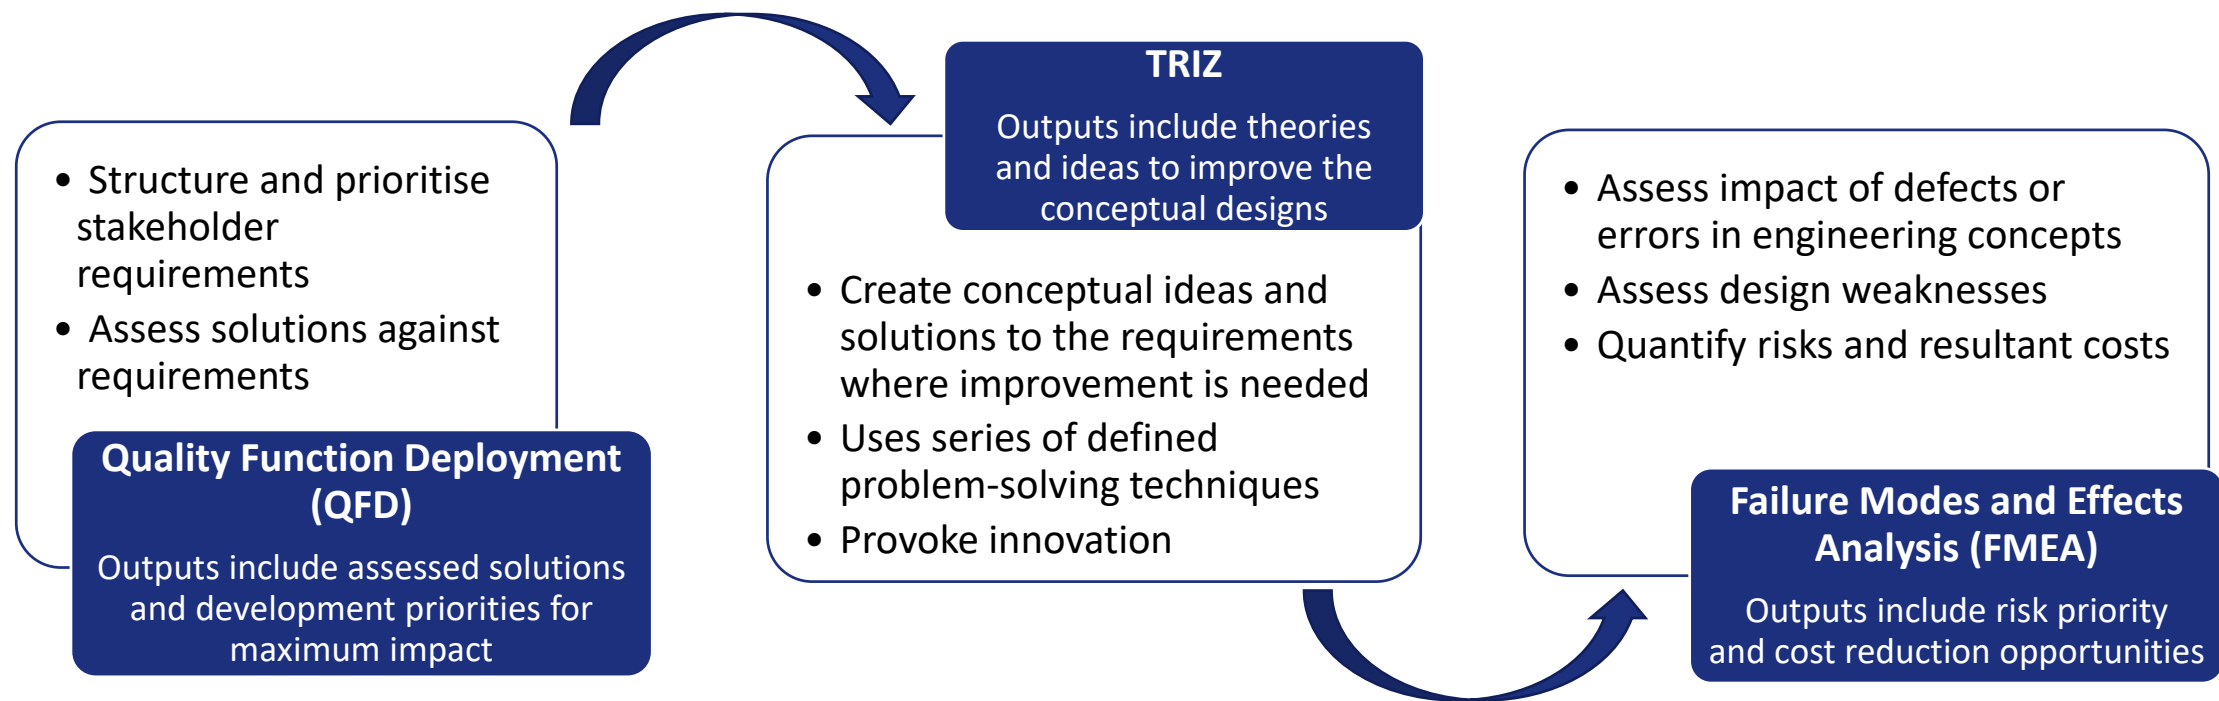 • Structure and prioritise
stakeholder
requirements
• Assess solutions against
requirements
Quality Function Deployment
(QFD)
Outputs include assessed solutions
and development priorities for
maximum impact
TRIZ
Outputs include theories
and ideas to improve the
conceptual designs
• Create conceptual ideas and
solutions to the requirements
where improvement is needed
• Uses series of defined
problem-solving techniques
• Provoke innovation
• Assess impact of defects or
errors in engineering concepts
• Assess design weaknesses
• Quantify risks and resultant costs
Failure Modes and Effects
Analysis (FMEA)
Outputs include risk priority
and cost reduction opportunities